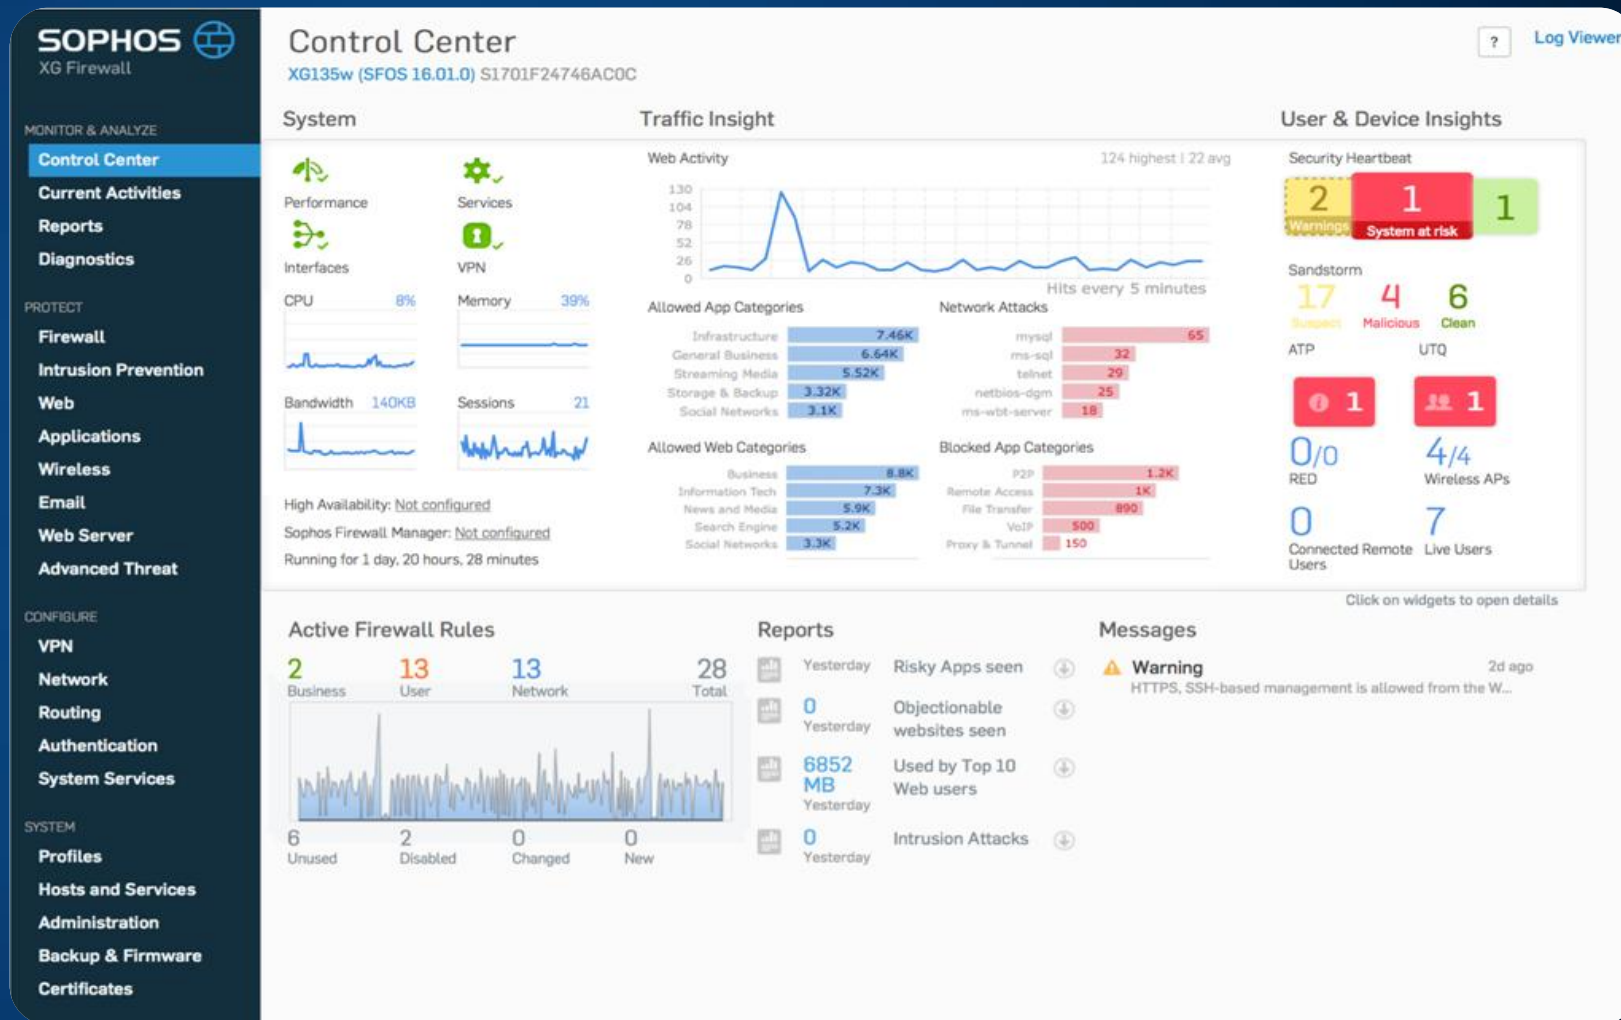 SOPHOS
XG Firewall
MONITOR & ANALYZE
Control Center
Current Activities
Reports
Diagnostics
PROTECT
Firewall
Intrusion Prevention
Web
Applications
Wireless
Email
Web Server
Advanced Threat
CONFIGURE
VPN
Network
Routing
Authentication
System Services
SYSTEM
Profiles
Hosts and Services
Administration
Backup & Firmware
Certificates
Control Center
XG135w (SFOS 16.01.0) S1701F24746AC0C
?
Log Viewer
System
Performance
Services
Interfaces
VPN
CPU 8%
Memory 39%
Bandwidth 140KB
Sessions 21
High Availability: Not configured
Sophos Firewall Manager: Not configured
Running for 1 day, 20 hours, 28 minutes
Traffic Insight
Web Activity
124 highest | 22 avg
130
104
78
52
26
0
Hits every 5 minutes
Allowed App Categories
Infrastructure 7.46K
General Business 6.64K
Streaming Media 5.52K
Storage & Backup 3.32K
Social Networks 3.1K
Network Attacks
mysql 65
ms-sql 32
telnet 29
netbios-dgm 25
ms-wbt-server 18
Allowed Web Categories
Business 8.8K
Information Tech 7.3K
News and Media 5.9K
Search Engine 5.2K
Social Networks 3.3K
Blocked App Categories
P2P 1.2K
Remote Access 1K
File Transfer 890
VoIP 500
Proxy & Tunnel 150
User & Device Insights
Security Heartbeat
2
Warnings
1
System at risk
1
Sandstorm
17
Suspect
4
Malicious
6
Clean
ATP
UTQ
1
1
0/0
RED
4/4
Wireless APs
0
Connected Remote
Users
7
Live Users
Click on widgets to open details
Active Firewall Rules
2
Business
13
User
13
Network
28
Total
6
Unused
2
Disabled
0
Changed
0
New
Reports
Yesterday
Risky Apps seen
0
Yesterday
Objectionable
websites seen
6852
MB
Yesterday
Used by Top 10
Web users
0
Yesterday
Intrusion Attacks
Messages
Warning
2d ago
HTTPS, SSH-based management is allowed from the W...